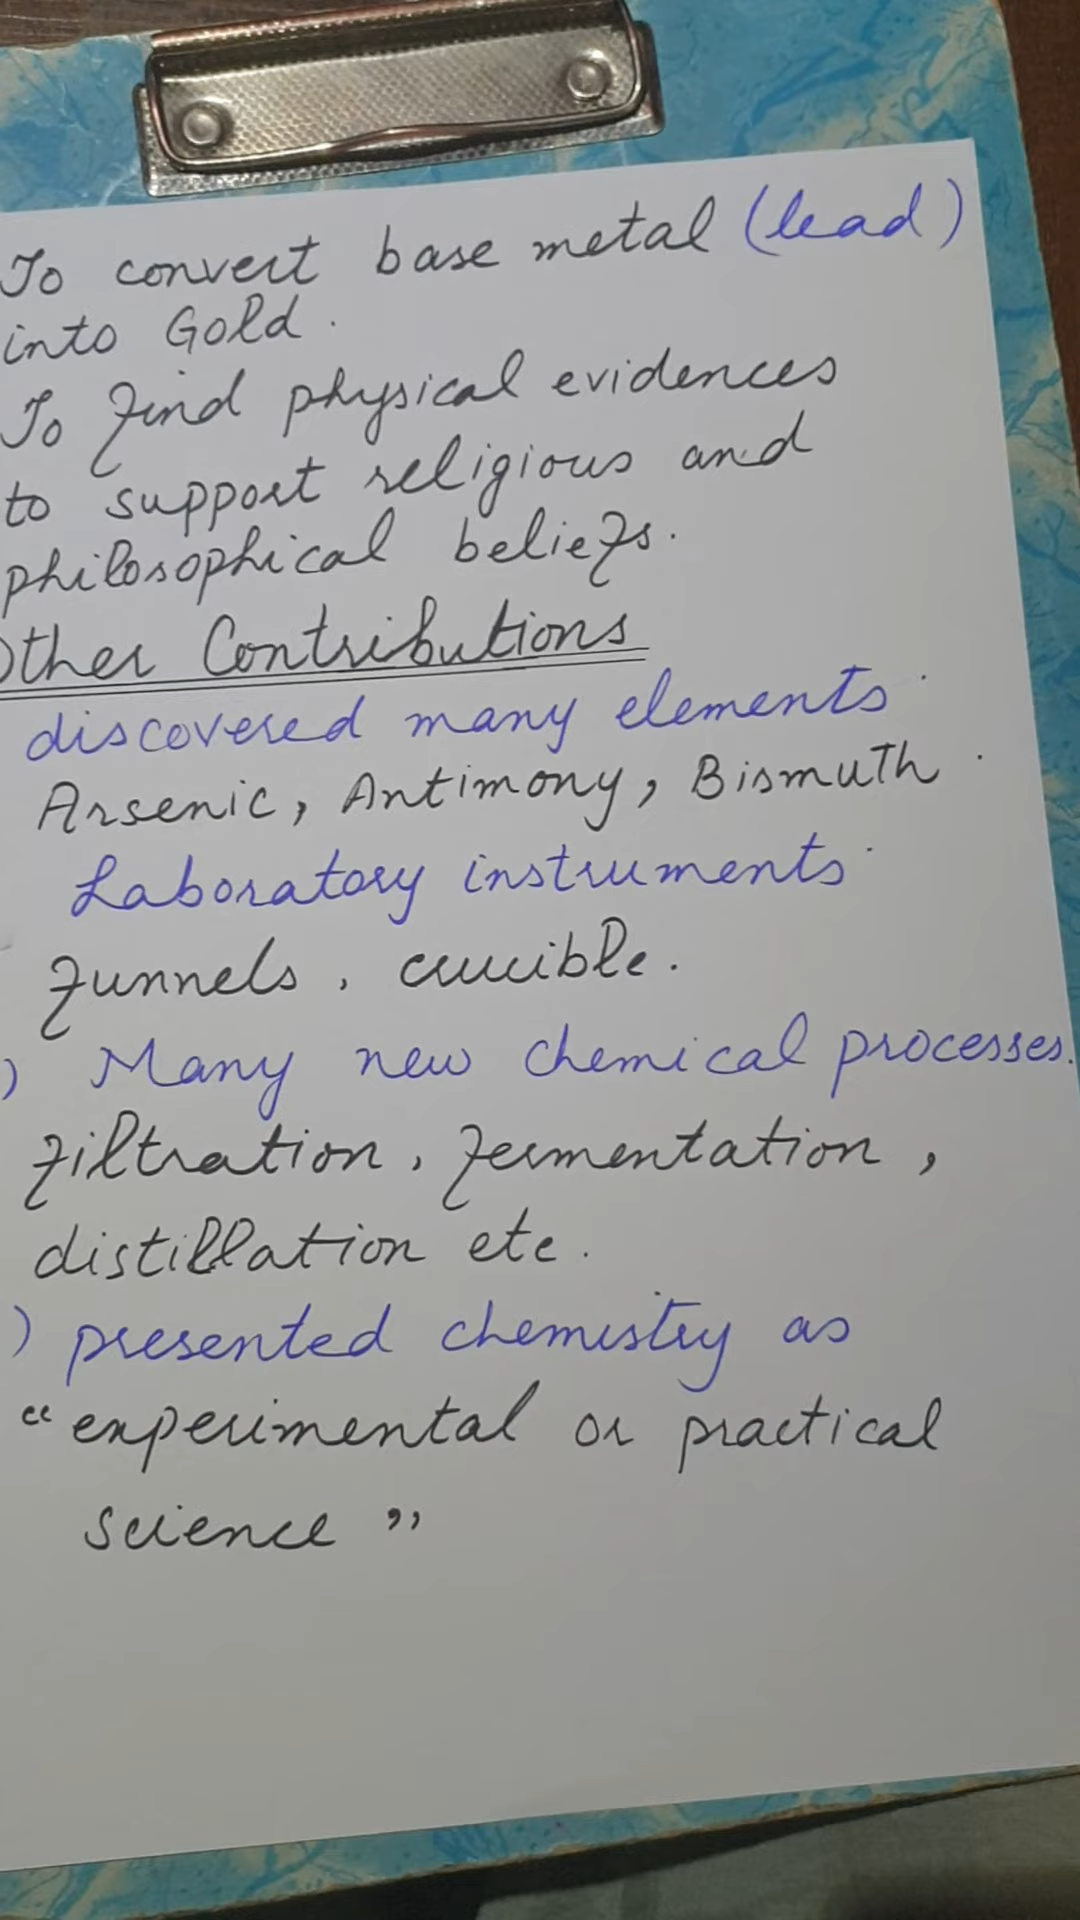 To convert base metal (lead)
into Gold.
To find physical evidences
to support religious and
philosophical beliefs.
Other Contributions
discovered many elements
Arsenic, Antimony, Bismuth.
Laboratory instruments
funnels, crucible.
) Many new chemical processes.
filtration, fermentation,
distillation etc.
) presented chemistry as
“experimental or practical
science”